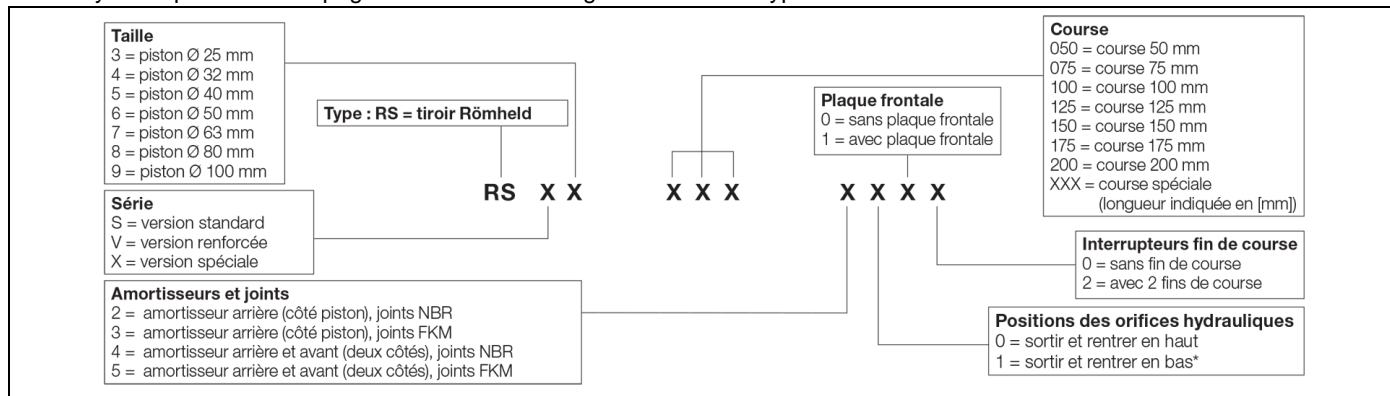 Taille
3 = piston Ø 25 mm
4 = piston Ø 32 mm
5 = piston Ø 40 mm
6 = piston Ø 50 mm
7 = piston Ø 63 mm
8 = piston Ø 80 mm
9 = piston Ø 100 mm
Type : RS = tiroir Römheld
Plaque frontale
0 = sans plaque frontale
1 = avec plaque frontale
Course
050 = course 50 mm
075 = course 75 mm
100 = course 100 mm
125 = course 125 mm
150 = course 150 mm
175 = course 175 mm
200 = course 200 mm
XXX = course spéciale
(longueur indiquée en [mm])
RS X X X X X X X X X
Série
S = version standard
V = version renforcée
X = version spéciale
Interrupteurs fin de course
0 = sans fin de course
2 = avec 2 fins de course
Amortisseurs et joints
2 = amortisseur arrière (côté piston), joints NBR
3 = amortisseur arrière (côté piston), joints FKM
4 = amortisseur arrière et avant (deux côtés), joints NBR
5 = amortisseur arrière et avant (deux côtés), joints FKM
Positions des orifices hydrauliques
0 = sortir et rentrer en haut
1 = sortir et rentrer en bas*